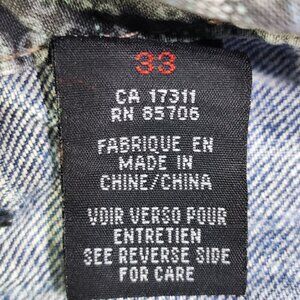 33
CA 17311
RN 85706
FABRIQUE EN
MADE IN
CHINE/CHINA
VOIR VERSO POUR
ENTRETIEN
SEE REVERSE SIDE
FOR CARE